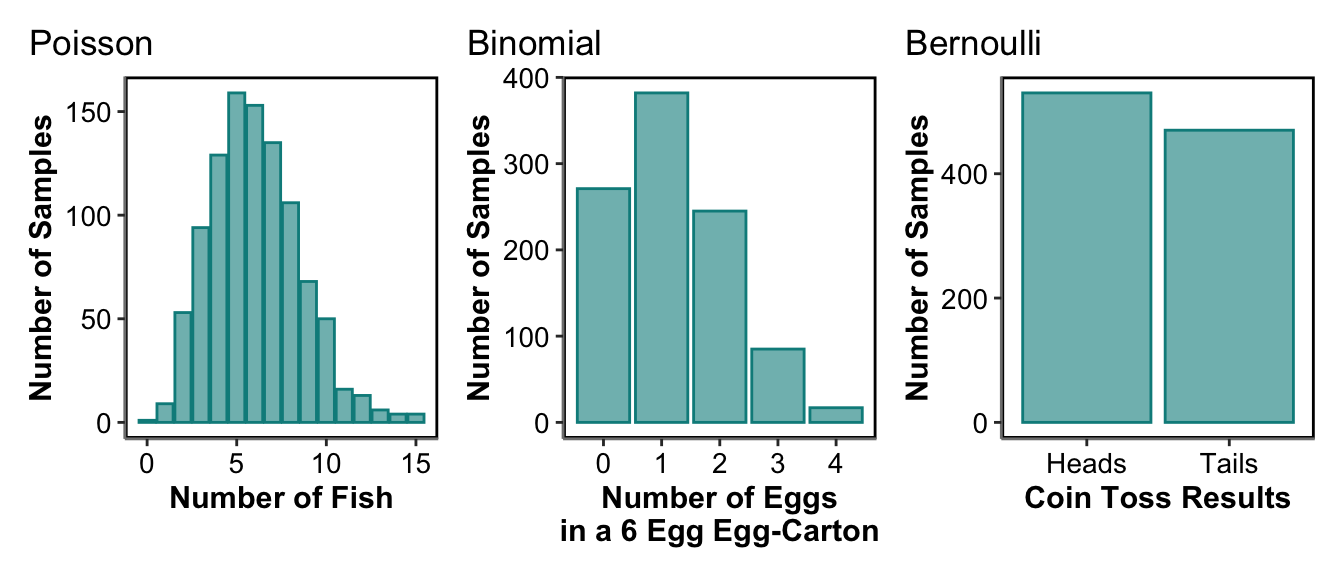 Poisson
Number of Samples
150
100
50
0
0 5 10 15
Number of Fish
Binomial
Number of Samples
400
300
200
100
0
0 1 2 3 4
Number of Eggs
in a 6 Egg Egg-Carton
Bernoulli
Number of Samples
400
200
0
Heads Tails
Coin Toss Results